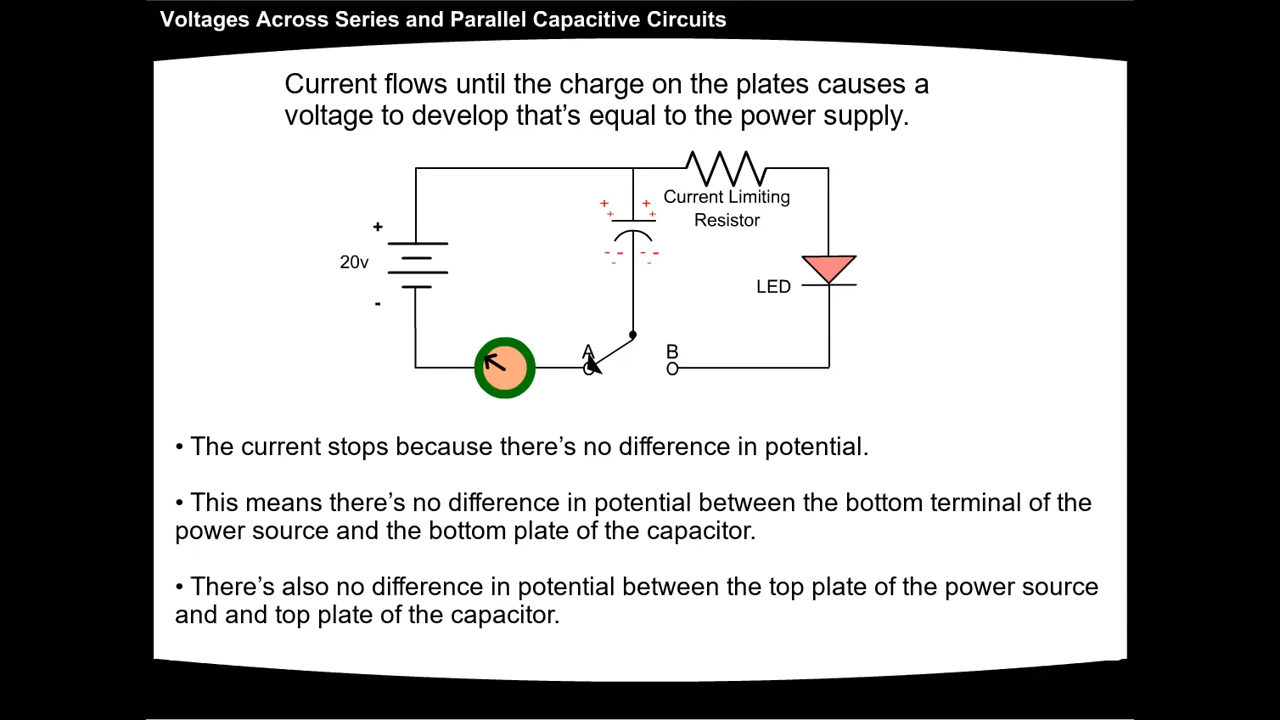 Voltages Across Series and Parallel Capacitive Circuits
Current flows until the charge on the plates causes a
voltage to develop that’s equal to the power supply.
+
20v
-
+ +
+ +
- - - -
- -
Current Limiting
Resistor
LED
A
B
• The current stops because there’s no difference in potential.
• This means there’s no difference in potential between the bottom terminal of the
power source and the bottom plate of the capacitor.
• There’s also no difference in potential between the top plate of the power source
and and top plate of the capacitor.